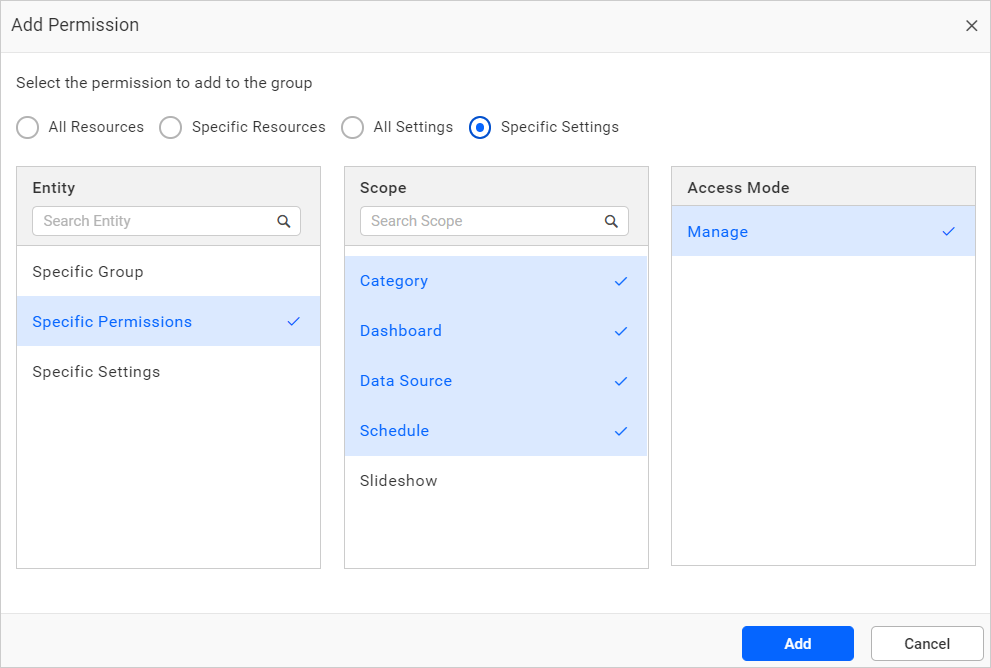 Add Permission
Select the permission to add to the group
All Resources Specific Resources All Settings Specific Settings
Entity
Search Entity
Specific Group
Specific Permissions
Specific Settings
Scope
Search Scope
Category
Dashboard
Data Source
Schedule
Slideshow
Access Mode
Manage
Add Cancel